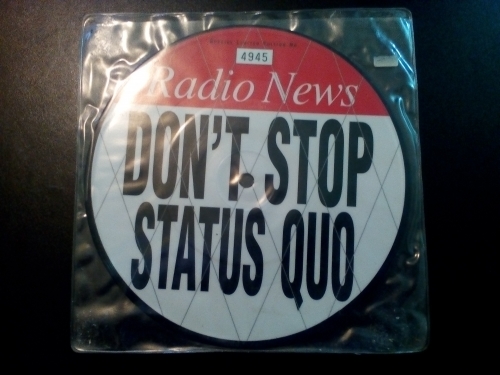 4945
Radio News
DON'T STOP
STATUS QUO